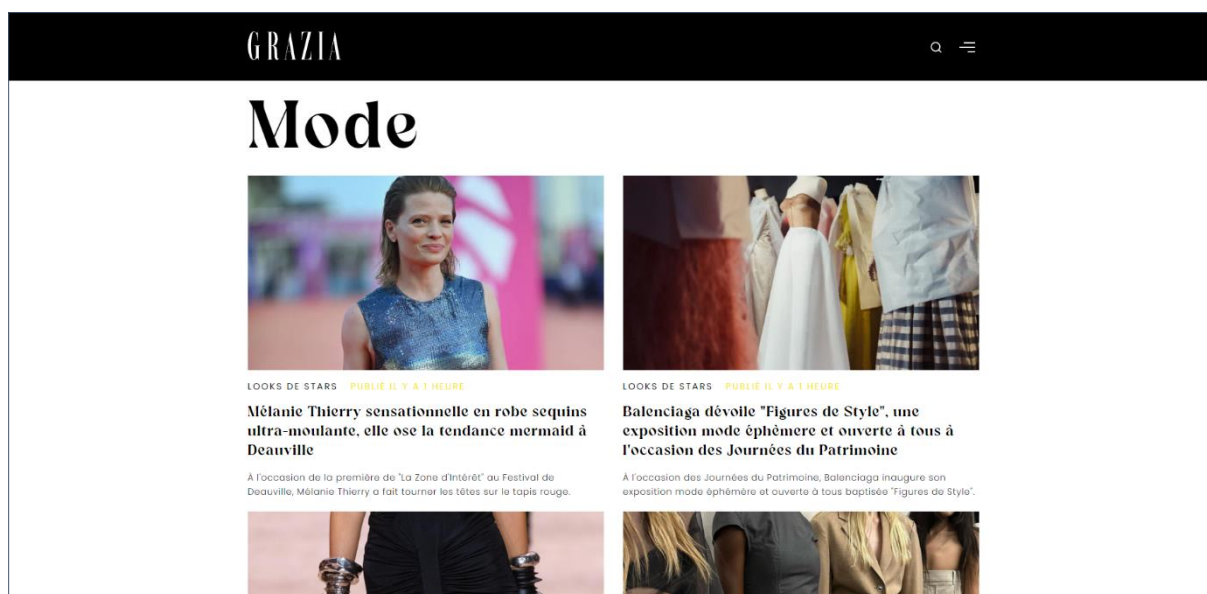 GRAZIA
Mode
LOOKS DE STARS PUBLIÉ IL Y A 1 HEURE
Mélanie Thierry sensationnelle en robe sequins
ultra-moulante, elle ose la tendance mermaid à
Deauville
À l'occasion de la première de "La Zone d'Intérêt" au Festival de
Deauville, Mélanie Thierry a fait tourner les têtes sur le tapis rouge.
LOOKS DE STARS PUBLIÉ IL Y A 1 HEURE
Balenciaga dévoile "Figures de Style", une
exposition mode éphémère et ouverte à tous à
l'occasion des Journées du Patrimoine
À l'occasion des Journées du Patrimoine, Balenciaga inaugure son
exposition mode éphémère et ouverte à tous baptisée "Figures de Style".